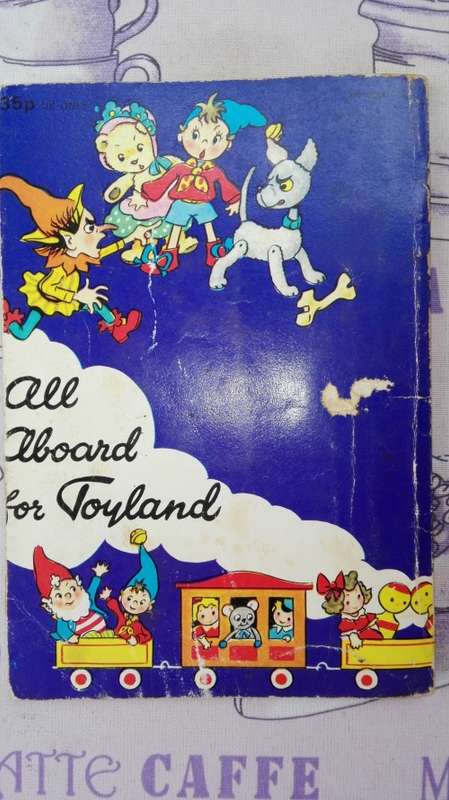 35p
All
Aboard
for Toyland
ATTE CAFFE M